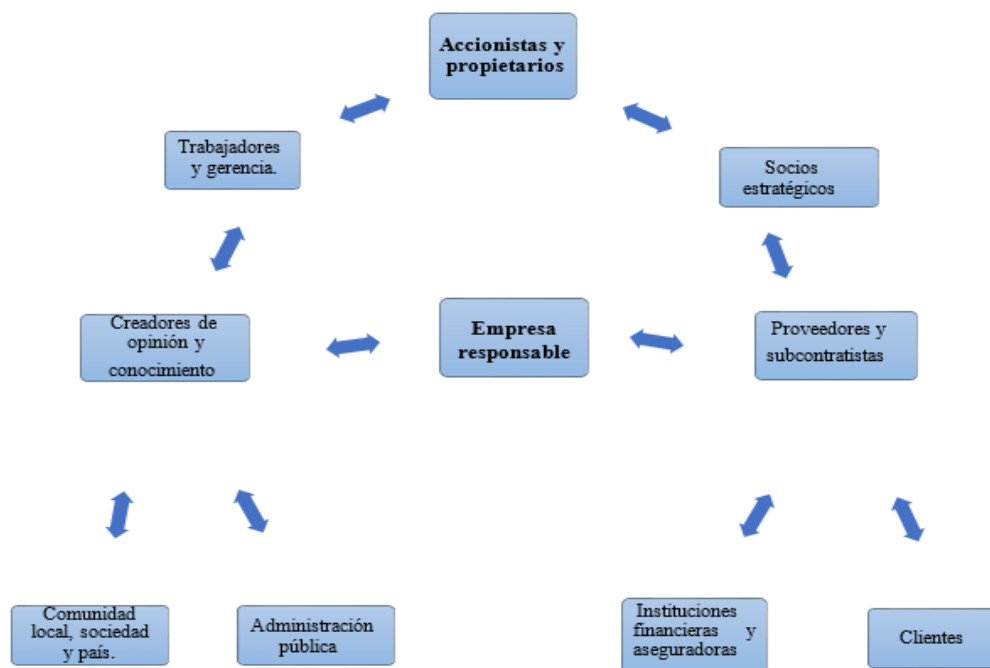 Accionistas y
propietarios
Trabajadores
y gerencia.
Socios
estratégicos
Creadores de
opinión y
conocimiento
Empresa
responsable
Proveedores y
subcontratistas
Comunidad
local, sociedad
y país.
Administración
pública
Instituciones
financieras y
aseguradoras
Clientes